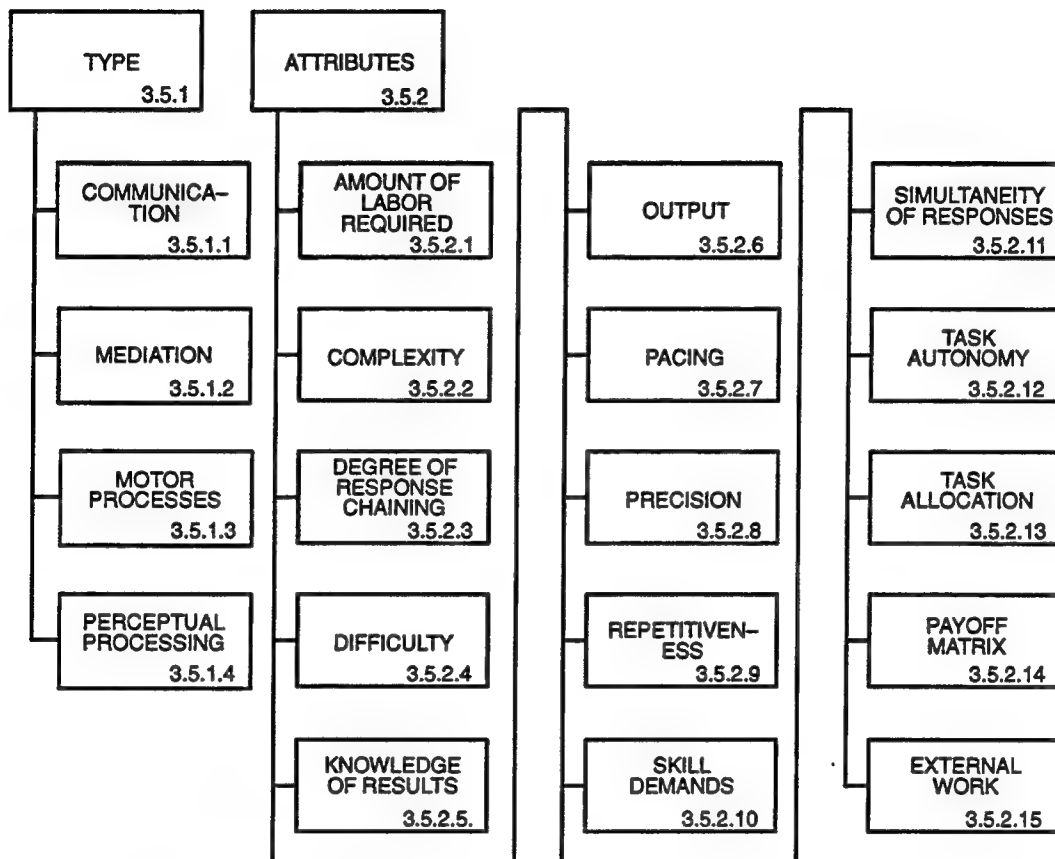 TYPE
3.5.1
COMMUNICA–
TION
3.5.1.1
MEDIATION
3.5.1.2
MOTOR
PROCESSES
3.5.1.3
PERCEPTUAL
PROCESSING
3.5.1.4
ATTRIBUTES
3.5.2
AMOUNT OF
LABOR
REQUIRED
3.5.2.1
COMPLEXITY
3.5.2.2
DEGREE OF
RESPONSE
CHAINING
3.5.2.3
DIFFICULTY
3.5.2.4
KNOWLEDGE
OF RESULTS
3.5.2.5.
OUTPUT
3.5.2.6
PACING
3.5.2.7
PRECISION
3.5.2.8
REPETITIVEN–
ESS
3.5.2.9
SKILL
DEMANDS
3.5.2.10
SIMULTANEITY
OF RESPONSES
3.5.2.11
TASK
AUTONOMY
3.5.2.12
TASK
ALLOCATION
3.5.2.13
PAYOFF
MATRIX
3.5.2.14
EXTERNAL
WORK
3.5.2.15